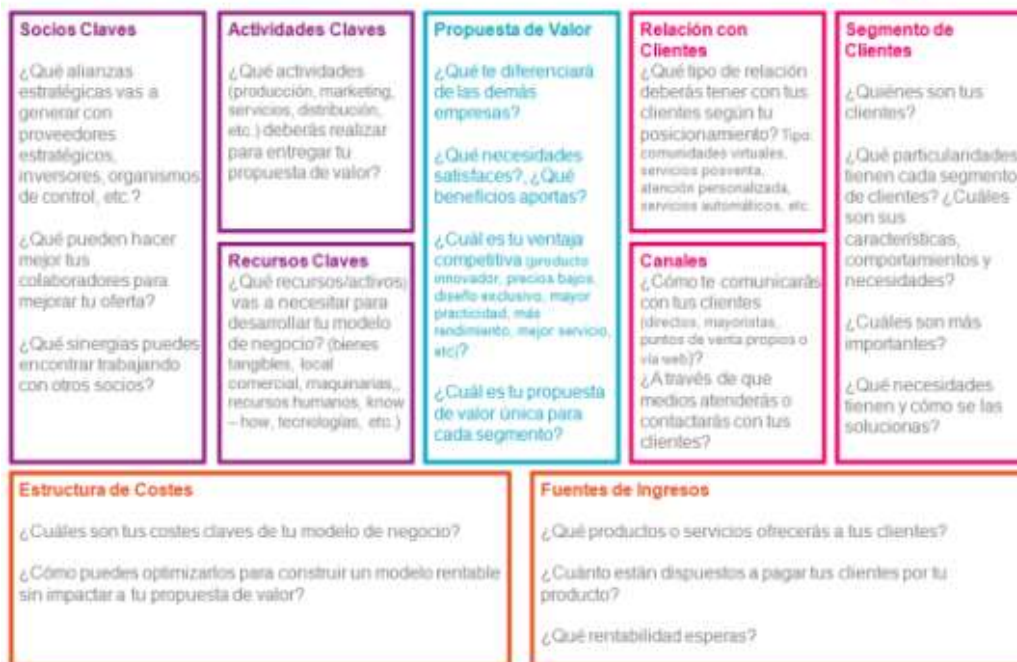 Socios Claves
¿Qué alianzas
estratégicas vas a
generar con
proveedores
estratégicos,
inversores, organismos
de control, etc.?
¿Qué pueden hacer
mejor tus
colaboradores para
mejorar tu oferta?
¿Qué sinergias puedes
encontrar trabajando
con otros socios?
Actividades Claves
¿Qué actividades
(producción, marketing,
servicios, distribución,
etc.) deberás realizar
para entregar tu
propuesta de valor?
Recursos Claves
¿Qué recursos(activos)
vas a necesitar para
desarrollar tu modelo
de negocio? (bienes
tangibles, local
comercial, maquinarias,,
recursos humanos, know
– how, tecnologías, etc.)
Propuesta de Valor
¿Qué te diferenciará
de las demás
empresas?
¿Qué necesidades
satisfaces?, ¿Qué
beneficios aportas?
¿Cuál es tu ventaja
competitiva (producto
innovador, precios bajos,
diseño exclusivo, mayor
practicidad, más
rendimiento, mejor servicio,
etc)?
¿Cuál es tu propuesta
de valor única para
cada segmento?
Relación con
Clientes
¿Qué tipo de relación
deberás tener con tus
clientes según tu
posicionamiento? Tipo:
comunidades virtuales,
servicios posventa,
atención personalizada,
servicios automáticos, etc.
Canales
¿Cómo te comunicarás
con tus clientes
(directos, mayoristas,
puntos de venta propios o
vía web)?
¿A través de que
medios atenderás o
contactarás con tus
clientes?
Segmento de
Clientes
¿Quiénes son tus
clientes?
¿Qué particularidades
tienen cada segmento
de clientes? ¿Cuáles
son sus
características,
comportamientos y
necesidades?
¿Cuáles son más
importantes?
¿Qué necesidades
tienen y cómo se las
solucionas?
Estructura de Costes
¿Cuáles son tus costes claves de tu modelo de negocio?
¿Cómo puedes optimizarlos para construir un modelo rentable
sin impactar a tu propuesta de valor?
Fuentes de Ingresos
¿Qué productos o servicios ofrecerás a tus clientes?
¿Cuánto están dispuestos a pagar tus clientes por tu
producto?
¿Qué rentabilidad esperas?